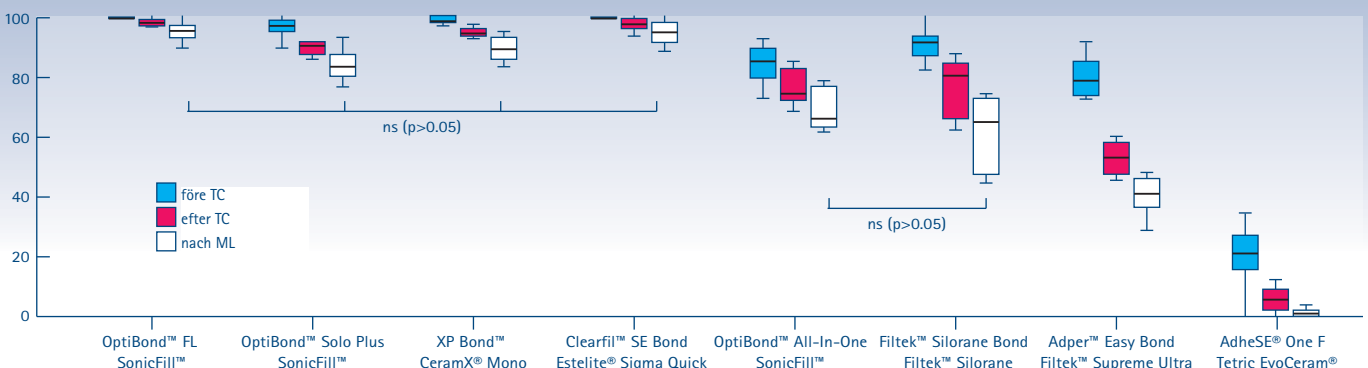 100
80
60
40
20
0
ns (p>0.05)
ns (p>0.05)
före TC
efter TC
nach ML
OptiBond™ FL
SonicFill™
OptiBond™ Solo Plus
SonicFill™
XP Bond™
CeramX® Mono
Clearfil™ SE Bond
Estelite® Sigma Quick
OptiBond™ All-In-One
SonicFill™
Filtek™ Silorane Bond
Filtek™ Silorane
Adper™ Easy Bond
Filtek™ Supreme Ultra
AdheSE® One F
Tetric EvoCeram®